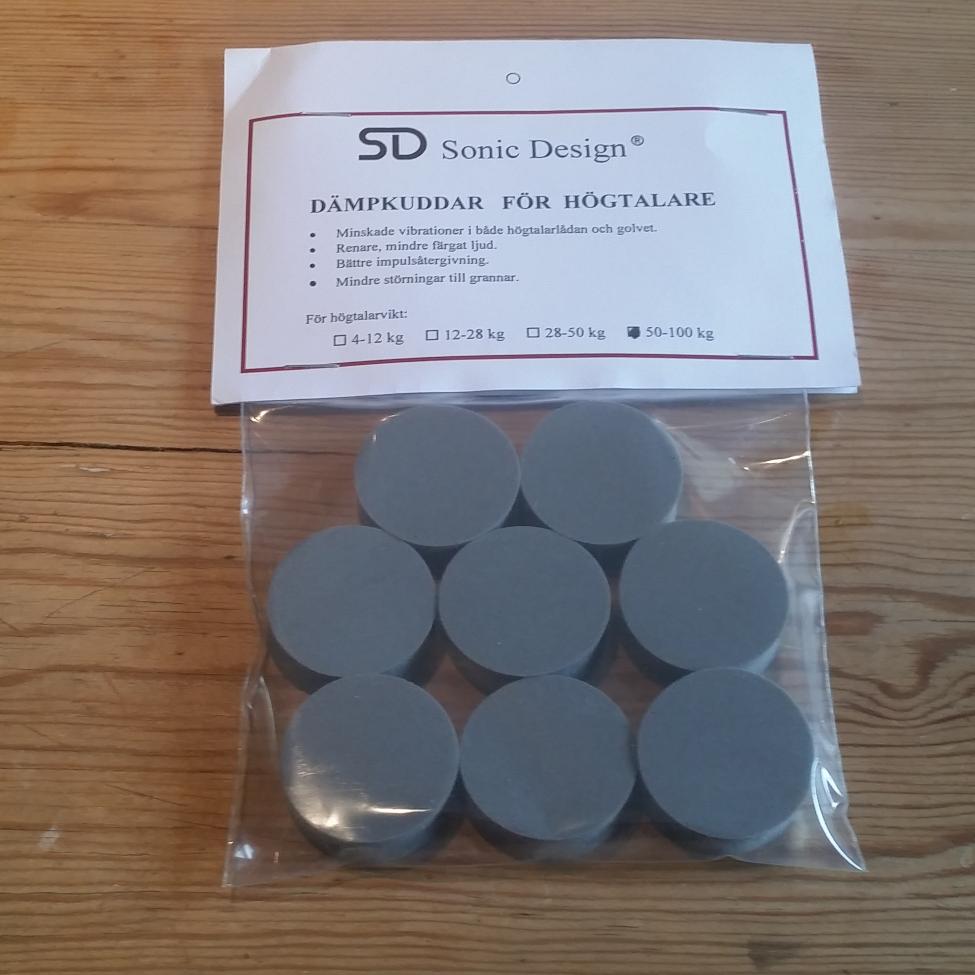 SD Sonic Design®
DÄMPKUDDAR FÖR HÖGTALARE
• Minskade vibrationer i både högtalarlådan och golvet.
• Renare, mindre färgat ljud.
• Bättre impulsåtergivning.
• Mindre störningar till grannar.
För högtalarvikt:
☐ 4-12 kg ☐ 12-28 kg ☐ 28-50 kg ■ 50-100 kg